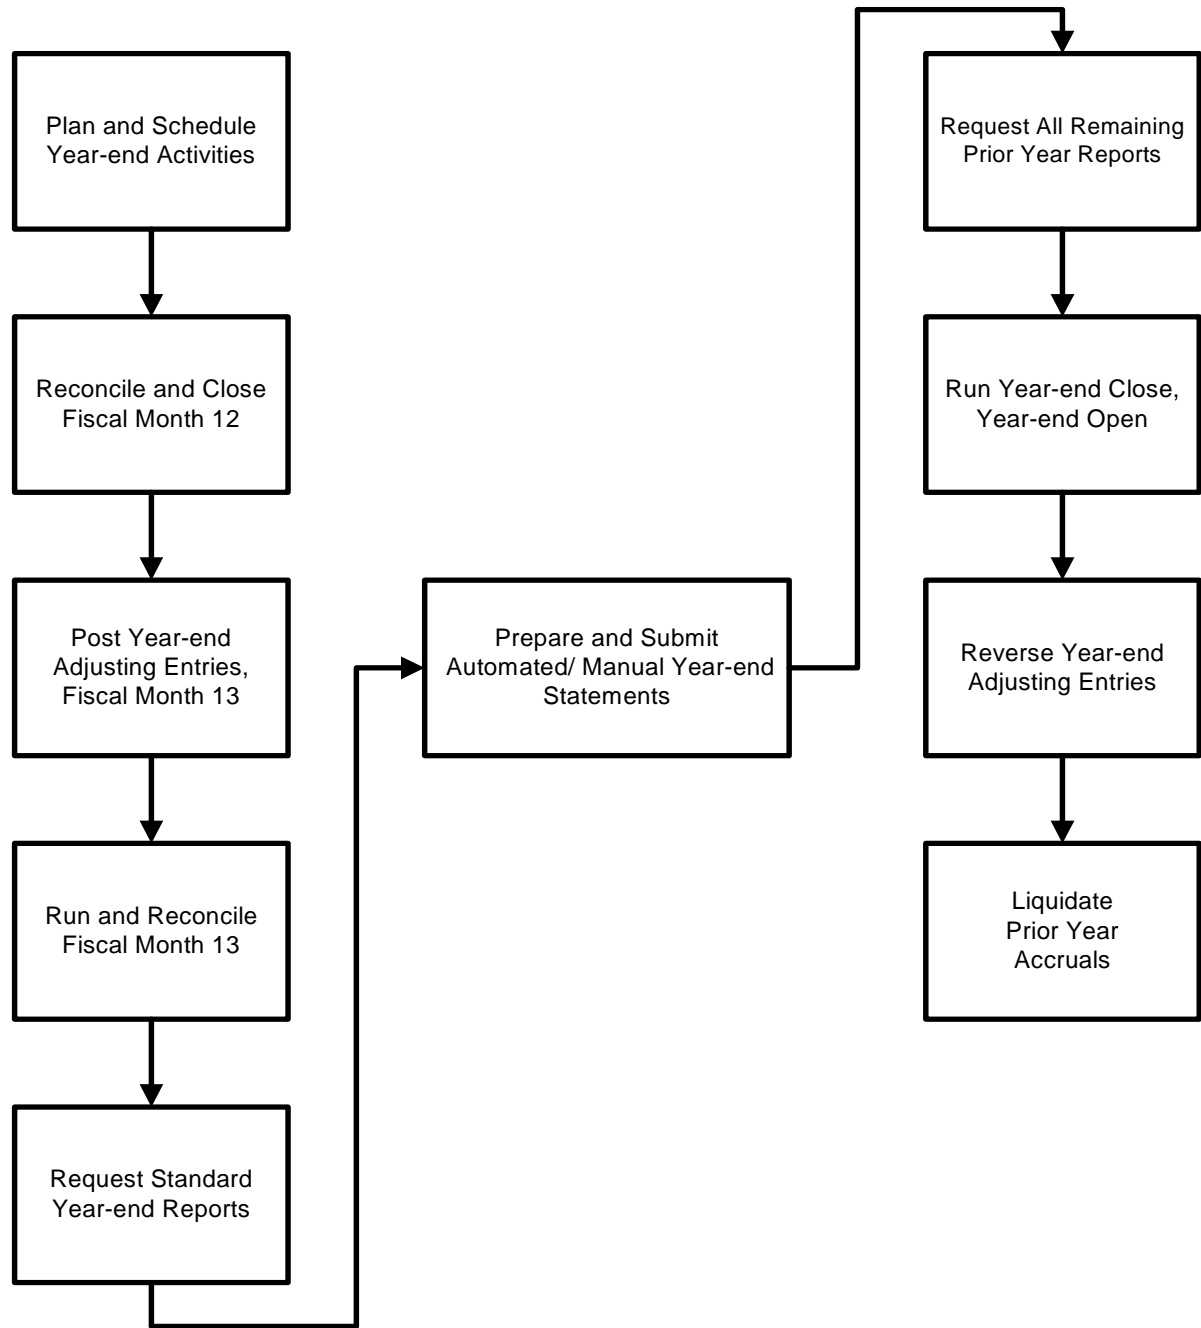 Plan and Schedule
Year-end Activities
Reconcile and Close
Fiscal Month 12
Post Year-end
Adjusting Entries,
Fiscal Month 13
Run and Reconcile
Fiscal Month 13
Request Standard
Year-end Reports
Prepare and Submit
Automated/ Manual Year-end
Statements
Request All Remaining
Prior Year Reports
Run Year-end Close,
Year-end Open
Reverse Year-end
Adjusting Entries
Liquidate
Prior Year
Accruals